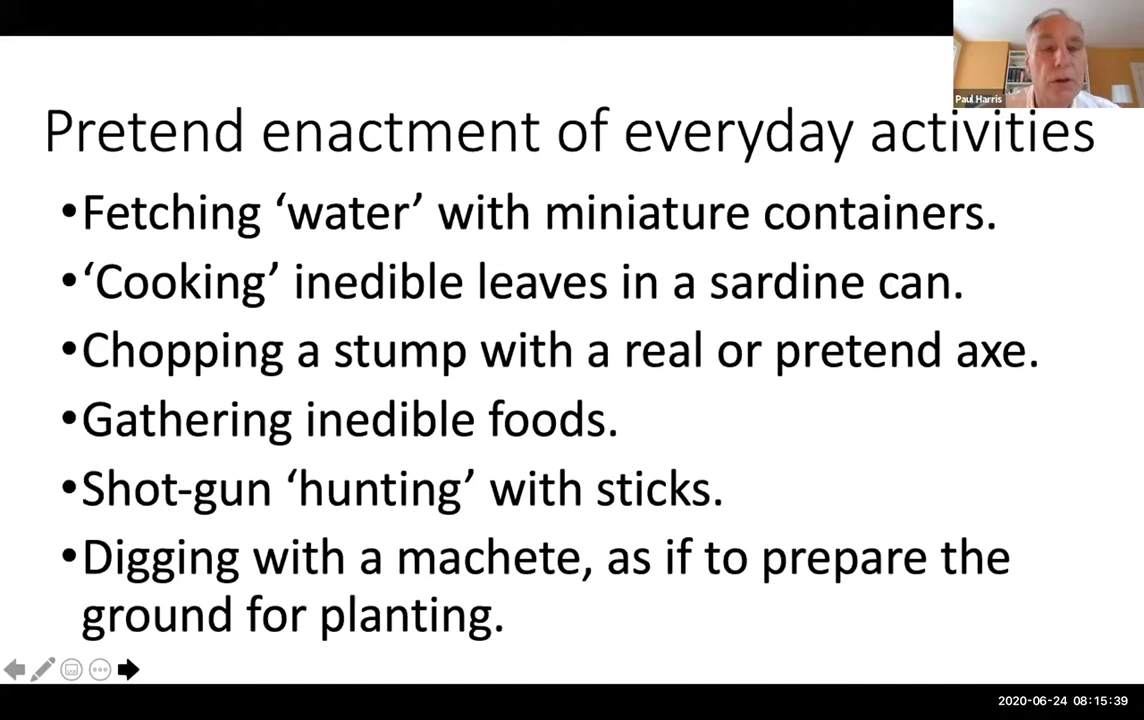 Paul Harris
Pretend enactment of everyday activities
•Fetching ‘water’ with miniature containers.
•‘Cooking’ inedible leaves in a sardine can.
•Chopping a stump with a real or pretend axe.
•Gathering inedible foods.
•Shot-gun ‘hunting’ with sticks.
•Digging with a machete, as if to prepare the
ground for planting.
2020-06-24 08:15:39